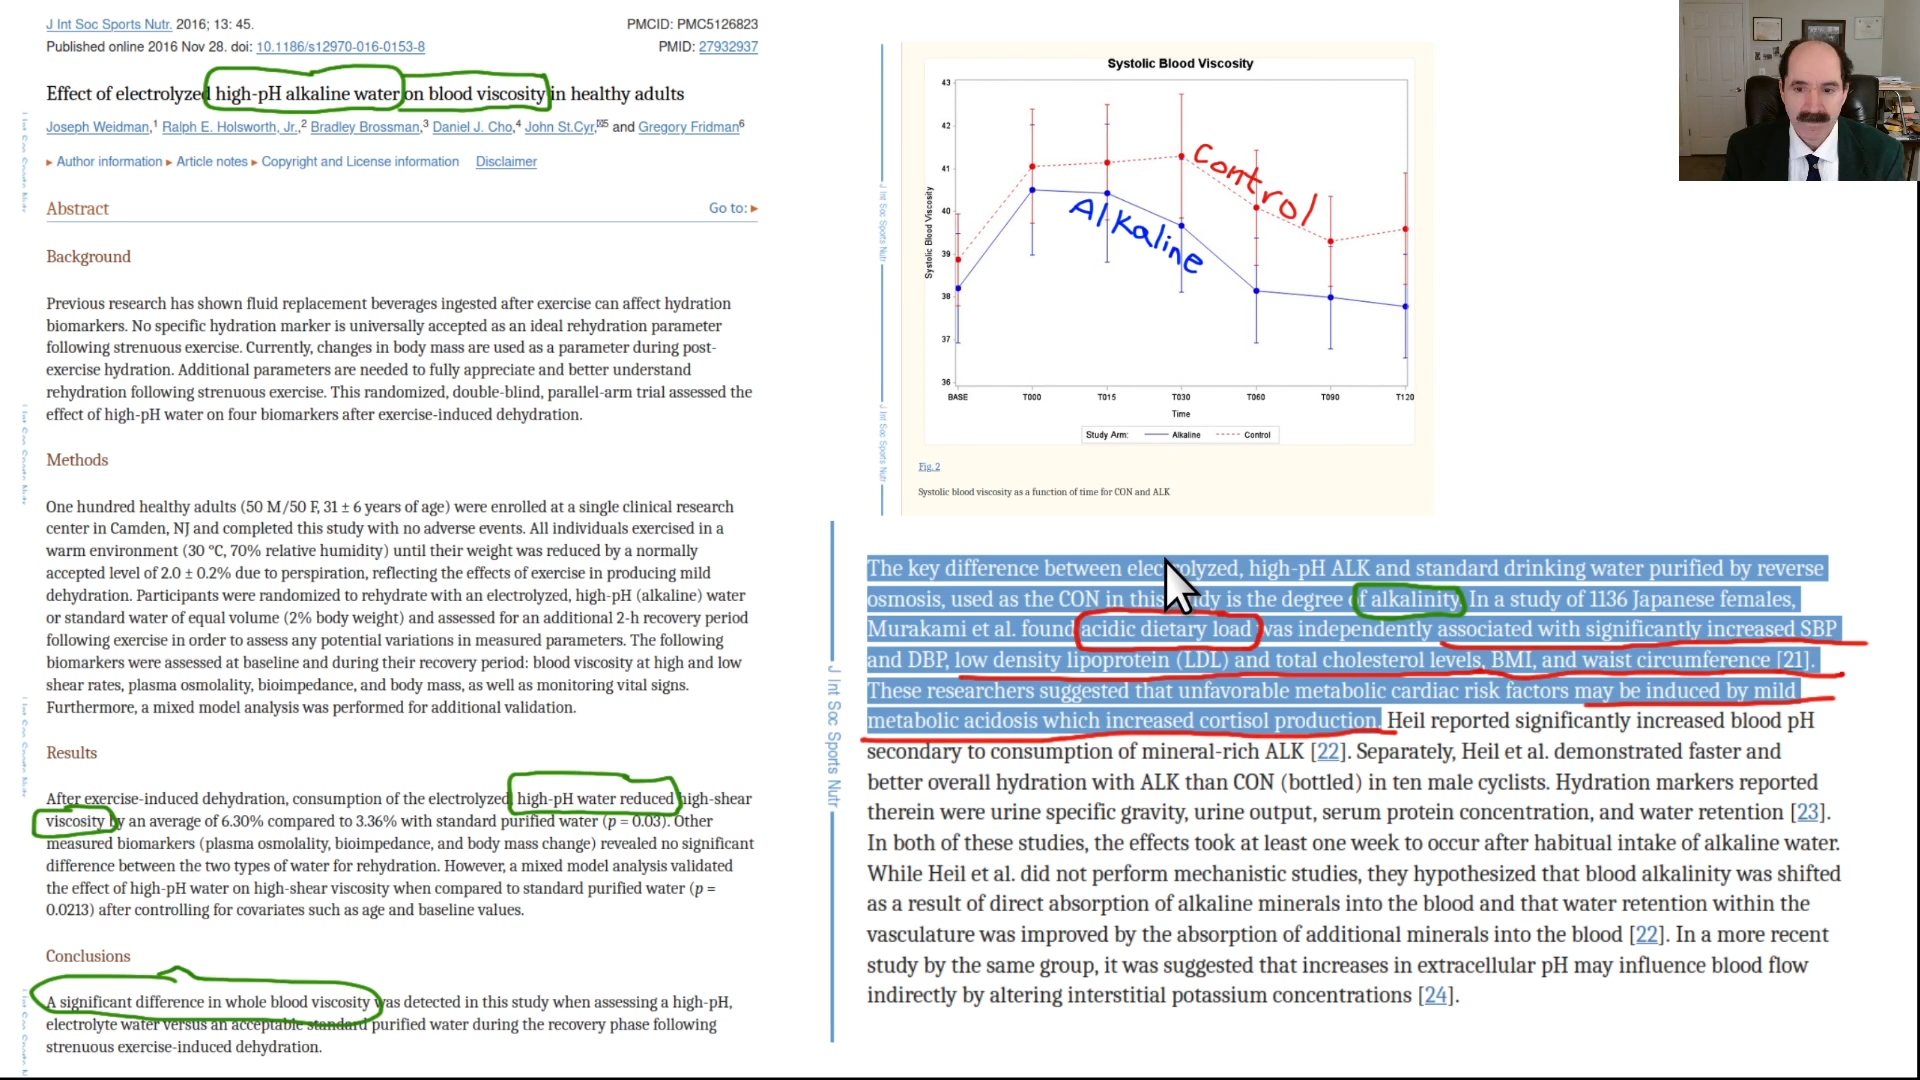 J Int Soc Sports Nutr. 2016; 13: 45.
PMCID: PMC5126823
Published online 2016 Nov 28. doi: 10.1186/s12970-016-0153-8
PMID: 27932937
Effect of electrolyzed high-pH alkaline water on blood viscosity in healthy adults
Joseph Weidman,1 Ralph E. Holsworth, Jr.,2 Bradley Brossman,3 Daniel J. Cho,4 John St.Cyr,✉5 and Gregory Fridman6
▸ Author information ▸ Article notes ▸ Copyright and License information Disclaimer
Abstract
Go to: ▸
Background
Previous research has shown fluid replacement beverages ingested after exercise can affect hydration
biomarkers. No specific hydration marker is universally accepted as an ideal rehydration parameter
following strenuous exercise. Currently, changes in body mass are used as a parameter during post-
exercise hydration. Additional parameters are needed to fully appreciate and better understand
rehydration following strenuous exercise. This randomized, double-blind, parallel-arm trial assessed the
effect of high-pH water on four biomarkers after exercise-induced dehydration.
Methods
One hundred healthy adults (50 M/50 F, 31 ± 6 years of age) were enrolled at a single clinical research
center in Camden, NJ and completed this study with no adverse events. All individuals exercised in a
warm environment (30 °C, 70% relative humidity) until their weight was reduced by a normally
accepted level of 2.0 ± 0.2% due to perspiration, reflecting the effects of exercise in producing mild
dehydration. Participants were randomized to rehydrate with an electrolyzed, high-pH (alkaline) water
or standard water of equal volume (2% body weight) and assessed for an additional 2-h recovery period
following exercise in order to assess any potential variations in measured parameters. The following
biomarkers were assessed at baseline and during their recovery period: blood viscosity at high and low
shear rates, plasma osmolality, bioimpedance, and body mass, as well as monitoring vital signs.
Furthermore, a mixed model analysis was performed for additional validation.
Results
After exercise-induced dehydration, consumption of the electrolyzed high-pH water reduced high-shear
viscosity by an average of 6.30% compared to 3.36% with standard purified water (p = 0.03). Other
measured biomarkers (plasma osmolality, bioimpedance, and body mass change) revealed no significant
difference between the two types of water for rehydration. However, a mixed model analysis validated
the effect of high-pH water on high-shear viscosity when compared to standard purified water (p =
0.0213) after controlling for covariates such as age and baseline values.
Conclusions
A significant difference in whole blood viscosity was detected in this study when assessing a high-pH,
electrolyte water versus an acceptable standard purified water during the recovery phase following
strenuous exercise-induced dehydration.
J Int Soc Sports Nutr
J Int Soc Sports Nutr
Systolic Blood Viscosity
43
42
41
40
39
38
37
36
Systolic Blood Viscosity
Control
Alkaline
BASE T000 T015 T030 T060 T090 T120
Time
Study Arm: Alkaline Control
Fig. 2
Systolic blood viscosity as a function of time for CON and ALK
J Int Soc Sports Nutr
The key difference between electrolyzed, high-pH ALK and standard drinking water purified by reverse
osmosis, used as the CON in this study is the degree of alkalinity. In a study of 1136 Japanese females,
Murakami et al. found acidic dietary load was independently associated with significantly increased SBP
and DBP, low density lipoprotein (LDL) and total cholesterol levels, BMI, and waist circumference [21].
These researchers suggested that unfavorable metabolic cardiac risk factors may be induced by mild
metabolic acidosis which increased cortisol production. Heil reported significantly increased blood pH
secondary to consumption of mineral-rich ALK [22]. Separately, Heil et al. demonstrated faster and
better overall hydration with ALK than CON (bottled) in ten male cyclists. Hydration markers reported
therein were urine specific gravity, urine output, serum protein concentration, and water retention [23].
In both of these studies, the effects took at least one week to occur after habitual intake of alkaline water.
While Heil et al. did not perform mechanistic studies, they hypothesized that blood alkalinity was shifted
as a result of direct absorption of alkaline minerals into the blood and that water retention within the
vasculature was improved by the absorption of additional minerals into the blood [22]. In a more recent
study by the same group, it was suggested that increases in extracellular pH may influence blood flow
indirectly by altering interstitial potassium concentrations [24].